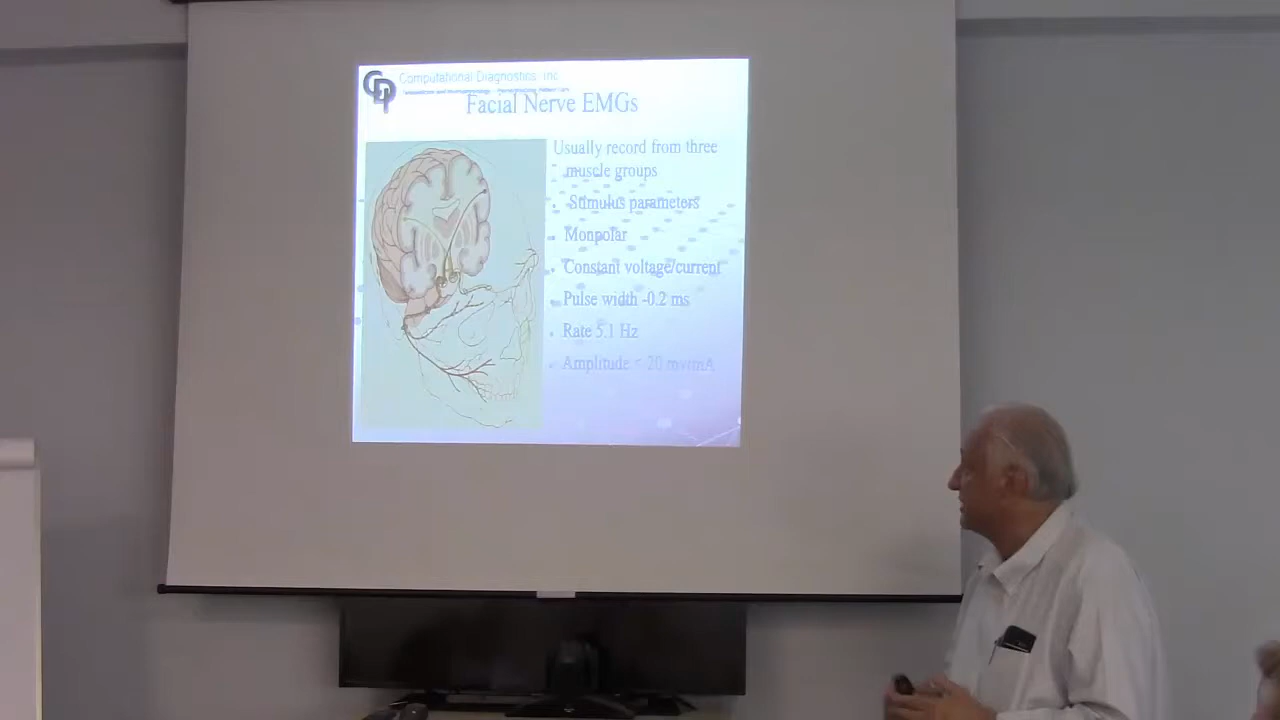 Computational Diagnostics, Inc
Facial Nerve EMGs
Usually record from three
muscle groups
Stimulus parameters
Monpolar
Constant voltage/current
Pulse width -0.2 ms
Rate 5.1 Hz
Amplitude < 20 mv/mA